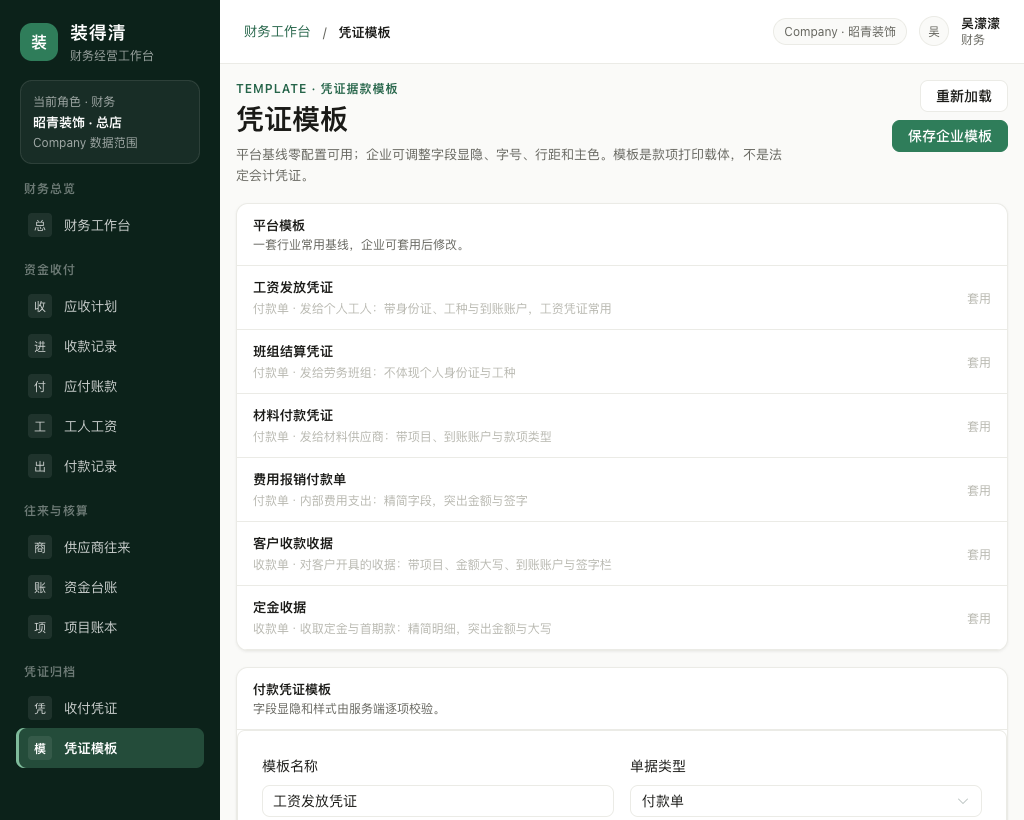 装
装得清
财务经营工作台
当前角色 · 财务
昭青装饰 · 总店
Company 数据范围
财务总览
总 财务工作台
资金收付
收 应收计划
进 收款记录
付 应付账款
工 工人工资
出 付款记录
往来与核算
商 供应商往来
账 资金台账
项 项目账本
凭证归档
凭 收付凭证
模 凭证模板
财务工作台 / 凭证模板
Company · 昭青装饰
吴
吴濛濛
财务
TEMPLATE · 凭证据款模板
凭证模板
平台基线零配置可用；企业可调整字段显隐、字号、行距和主色。模板是款项打印载体，不是法
定会计凭证。
重新加载
保存企业模板
平台模板
一套行业常用基线，企业可套用后修改。
工资发放凭证
付款单 · 发给个人工人：带身份证、工种与到账账户，工资凭证常用
套用
班组结算凭证
付款单 · 发给劳务班组：不体现个人身份证与工种
套用
材料付款凭证
付款单 · 发给材料供应商：带项目、到账账户与款项类型
套用
费用报销付款单
付款单 · 内部费用支出：精简字段，突出金额与签字
套用
客户收款收据
收款单 · 对客户开具的收据：带项目、金额大写、到账账户与签字栏
套用
定金收据
收款单 · 收取定金与首期款：精简明细，突出金额与大写
套用
付款凭证模板
字段显隐和样式由服务端逐项校验。
模板名称
工资发放凭证
单据类型
付款单